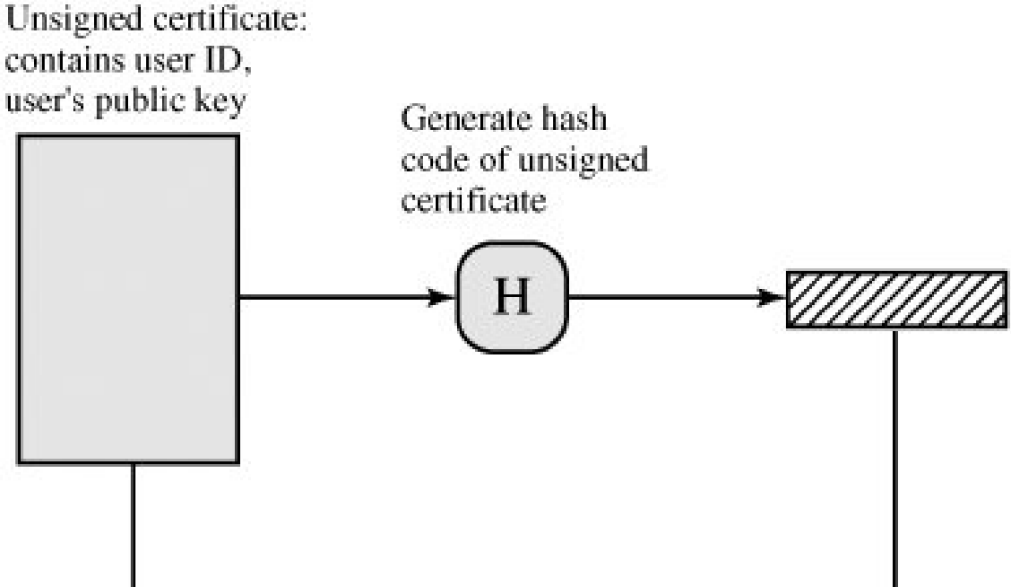 Unsigned certificate:
contains user ID,
user's public key
Generate hash
code of unsigned
certificate
H